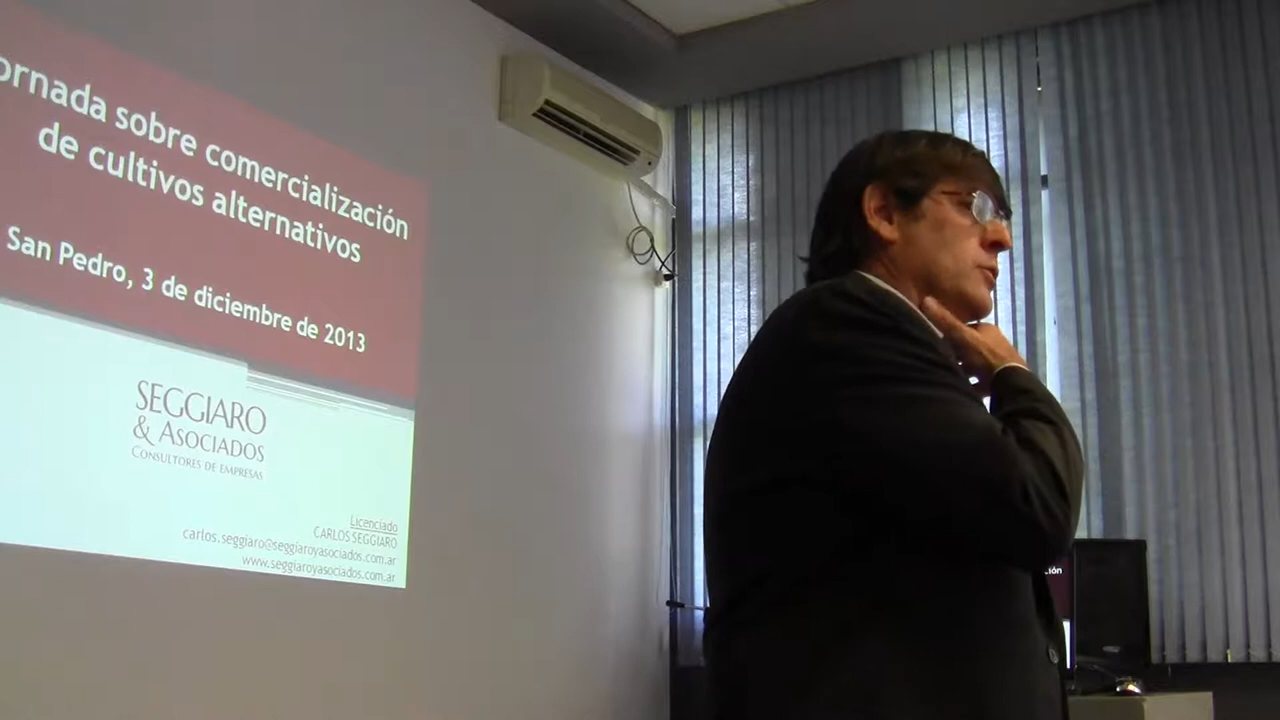 ornada sobre comercialización
de cultivos alternativos
San Pedro, 3 de diciembre de 2013
SEGGIARO
& ASOCIADOS
CONSULTORES DE EMPRESAS
Licenciado
CARLOS SEGGIARO
carlos.seggiaro@seggiaroyasociados.com.ar
www.seggiaroyasociados.com.ar
ción